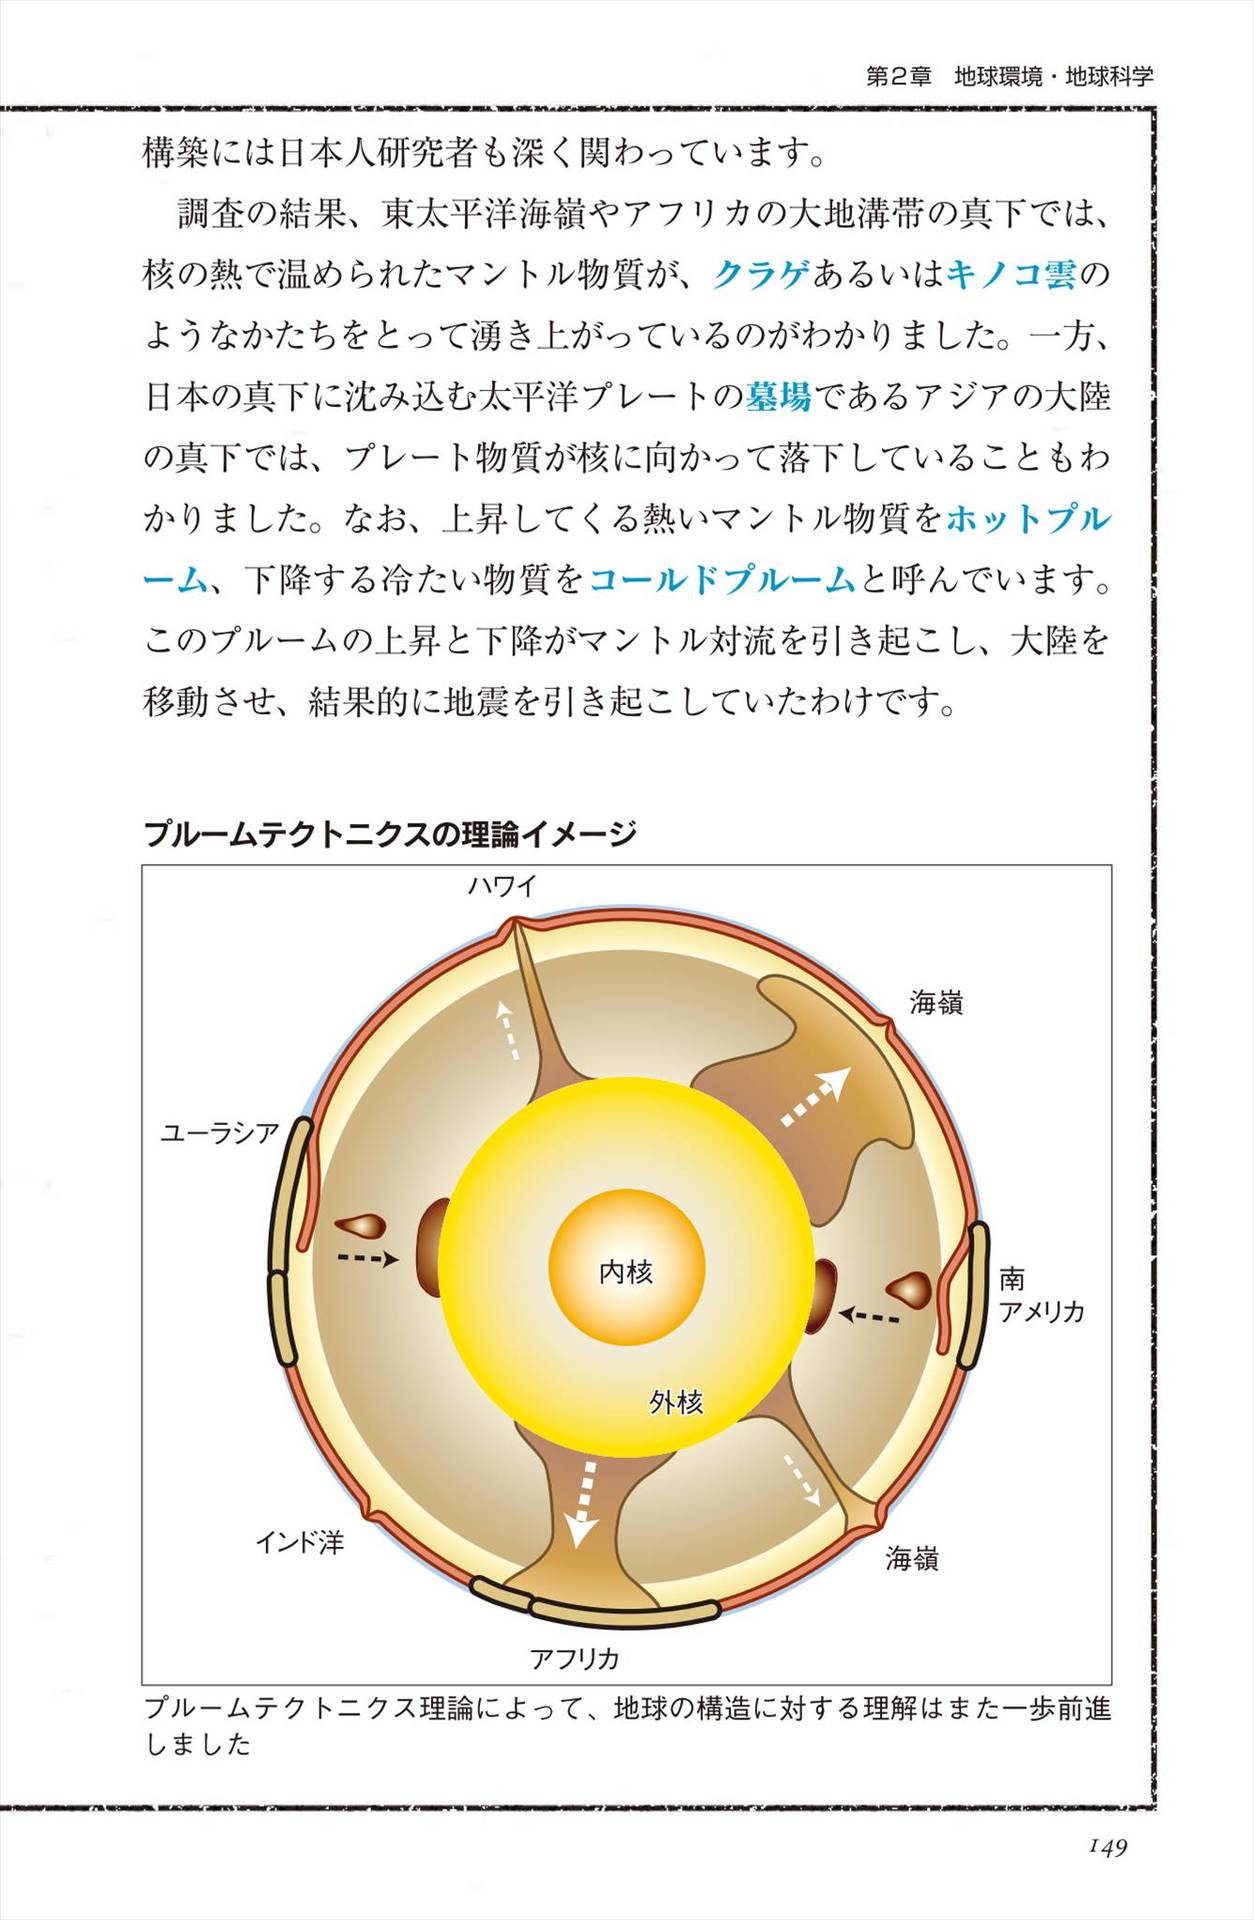 第2章　地球環境・地球科学
構築には日本人研究者も深く関わっています。
　調査の結果、東太平洋海嶺やアフリカの大地溝帯の真下では、
核の熱で温められたマントル物質が、クラゲあるいはキノコ雲の
ようなかたちをとって湧き上がっているのがわかりました。一方、
日本の真下に沈み込む太平洋プレートの墓場であるアジアの大陸
の真下では、プレート物質が核に向かって落下していることもわ
かりました。なお、上昇してくる熱いマントル物質をホットプル
ーム、下降する冷たい物質をコールドプルームと呼んでいます。
このプルームの上昇と下降がマントル対流を引き起こし、大陸を
移動させ、結果的に地震を引き起こしていたわけです。
プルームテクトニクスの理論イメージ
ハワイ
海嶺
ユーラシア
内核
南
アメリカ
外核
インド洋
海嶺
アフリカ
プルームテクトニクス理論によって、地球の構造に対する理解はまた一歩前進
しました
149